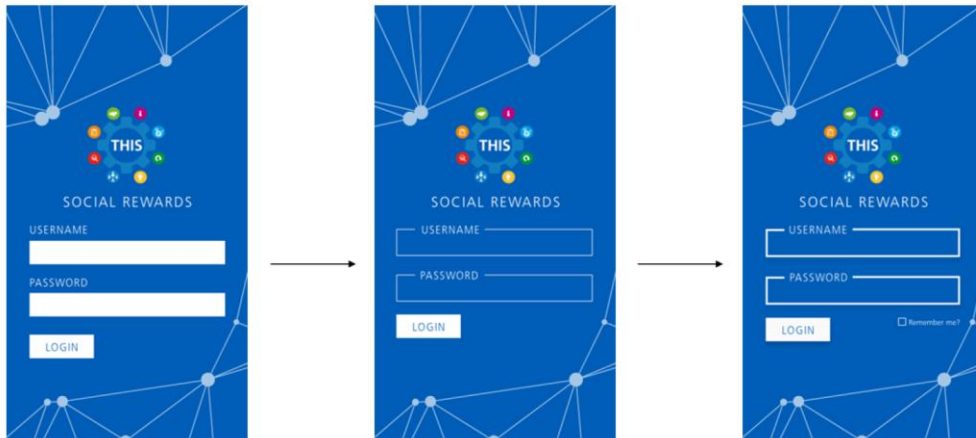 THIS
SOCIAL REWARDS
USERNAME
PASSWORD
LOGIN
THIS
SOCIAL REWARDS
USERNAME
PASSWORD
LOGIN
THIS
SOCIAL REWARDS
USERNAME
PASSWORD
LOGIN
Remember me?